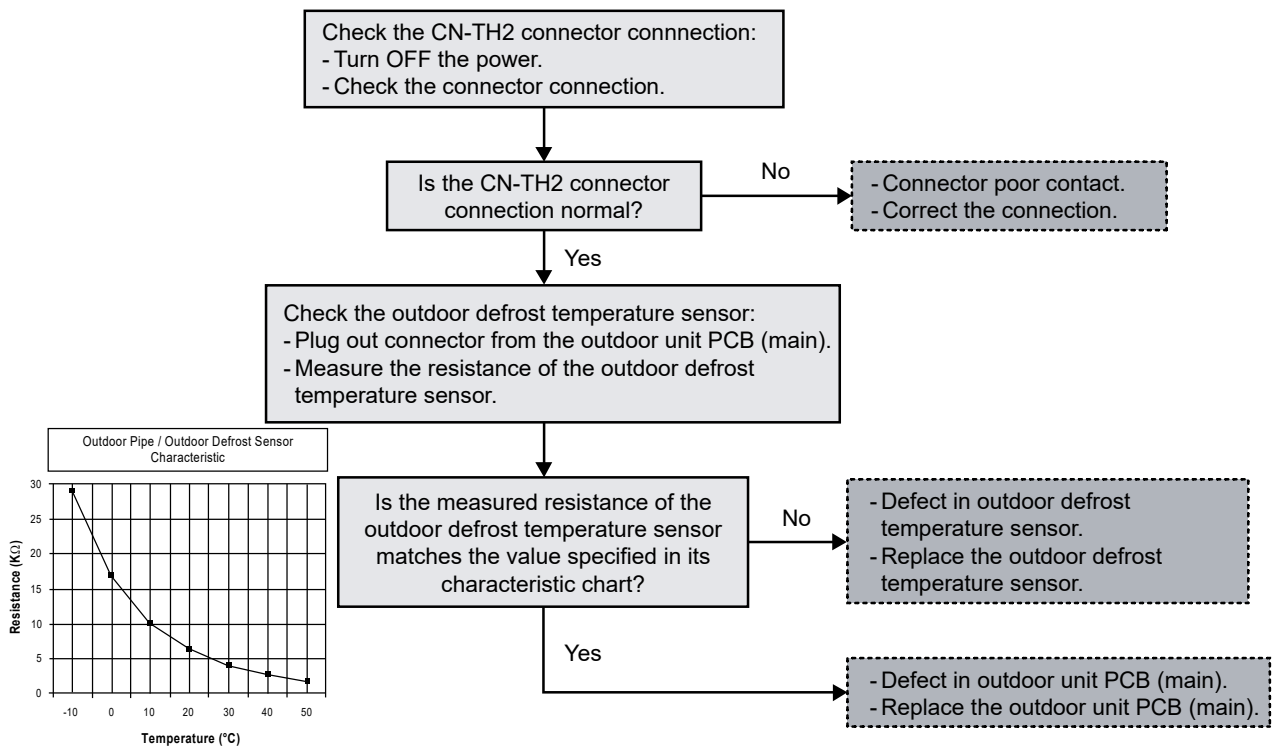 Check the CN-TH2 connector connnection:
- Turn OFF the power.
- Check the connector connection.
Is the CN-TH2 connector
connection normal?
No
- Connector poor contact.
- Correct the connection.
Yes
Check the outdoor defrost temperature sensor:
- Plug out connector from the outdoor unit PCB (main).
- Measure the resistance of the outdoor defrost
temperature sensor.
Outdoor Pipe / Outdoor Defrost Sensor
Characteristic
Resistance (KΩ)
30
25
20
15
10
5
0
-10 0 10 20 30 40 50
Temperature (°C)
Is the measured resistance of the
outdoor defrost temperature sensor
matches the value specified in its
characteristic chart?
No
- Defect in outdoor defrost
temperature sensor.
- Replace the outdoor defrost
temperature sensor.
Yes
- Defect in outdoor unit PCB (main).
- Replace the outdoor unit PCB (main).